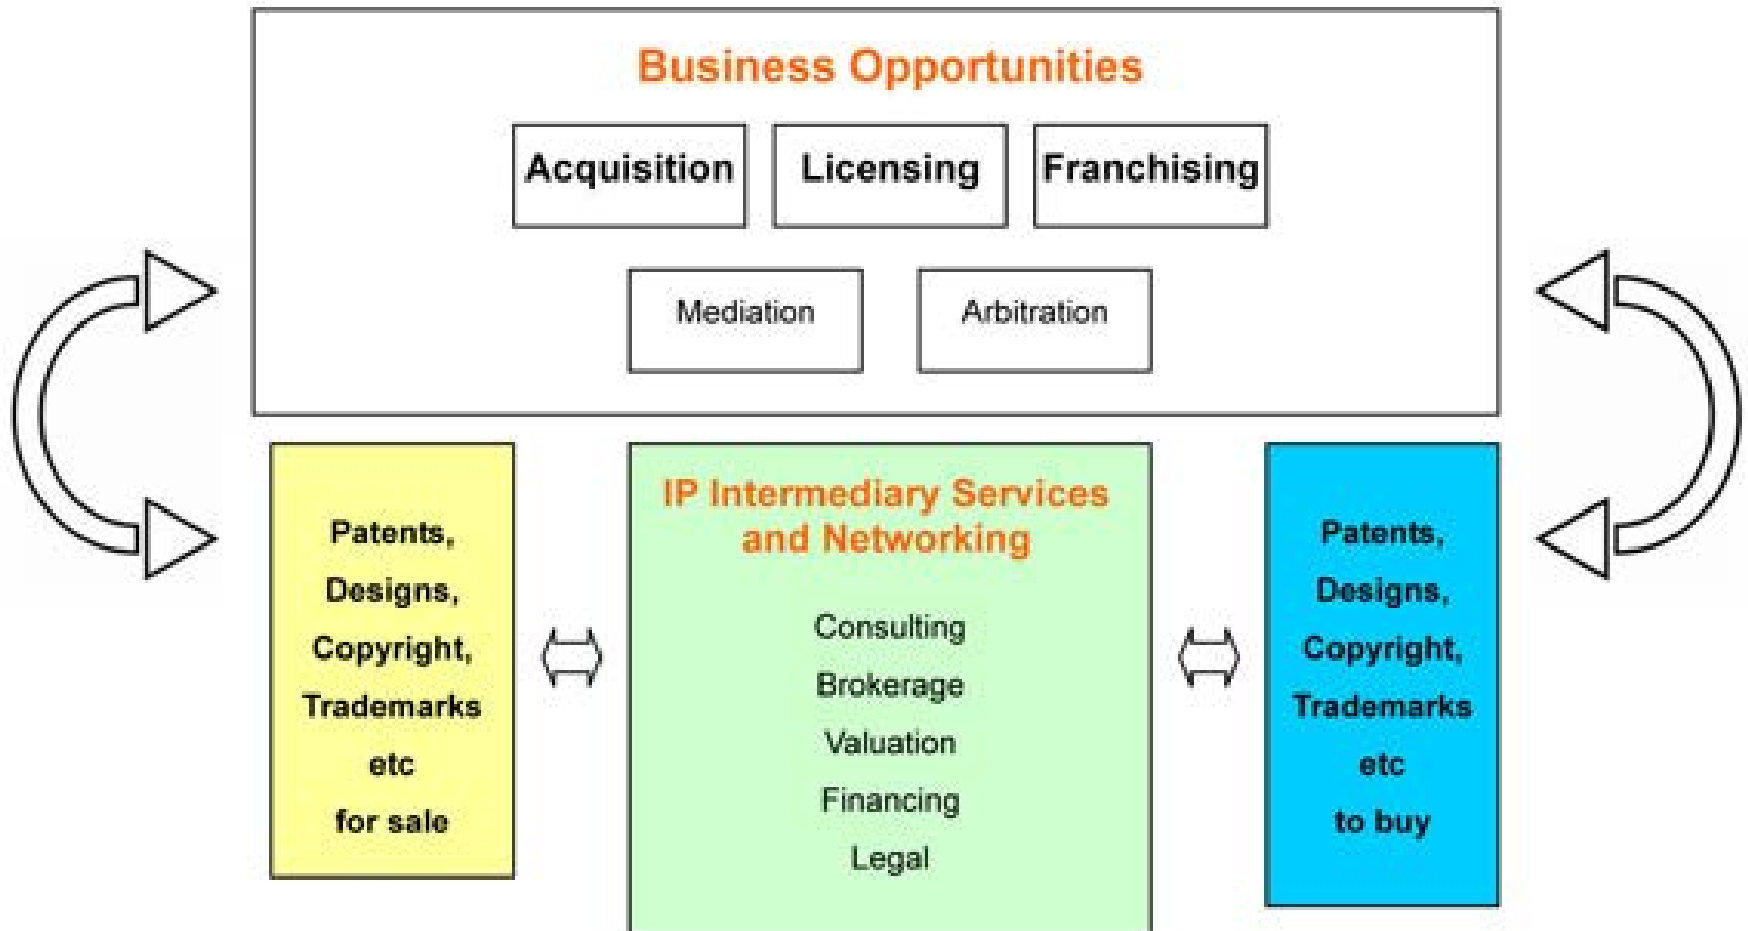 Business Opportunities
Acquisition
Licensing
Franchising
Mediation
Arbitration
Patents,
Designs,
Copyright,
Trademarks
etc
for sale
IP Intermediary Services
and Networking
Consulting
Brokerage
Valuation
Financing
Legal
Patents,
Designs,
Copyright,
Trademarks
etc
to buy